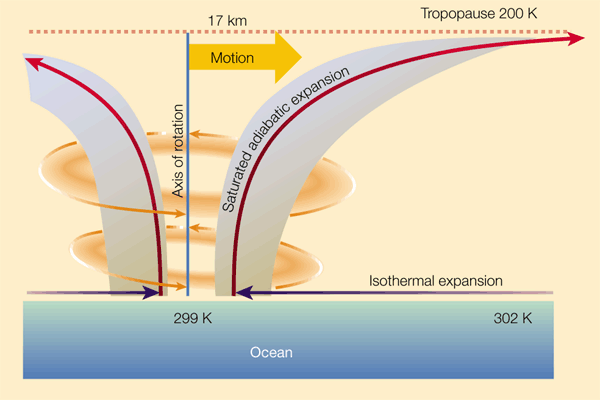 Tropopause 200 K
17 km
Motion
Axis of rotation
Saturated adiabatic expansion
Isothermal expansion
299 K
302 K
Ocean